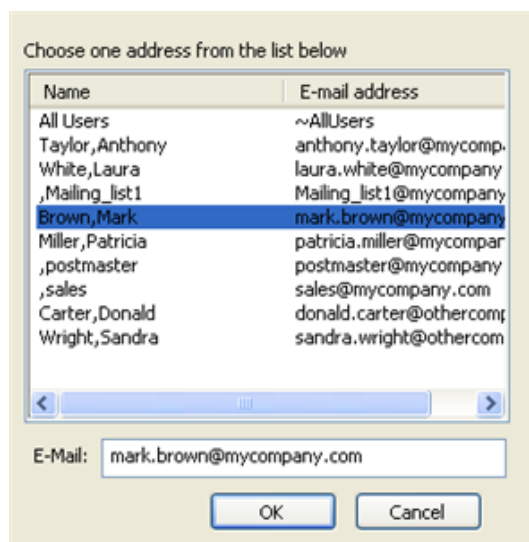 Choose one address from the list below
Name E-mail address
All Users ~AllUsers
Taylor,Anthony anthony.taylor@mycomp
White,Laura laura.white@mycompany
,Mailing_list1 Mailing_list1@mycompany
Brown,Mark mark.brown@mycompany
Miller,Patricia patricia.miller@mycompar
,postmaster postmaster@mycompany
,sales sales@mycompany.com
Carter,Donald donald.carter@othercomp
Wright,Sandra sandra.wright@othercom
E-Mail: mark.brown@mycompany.com
OK Cancel